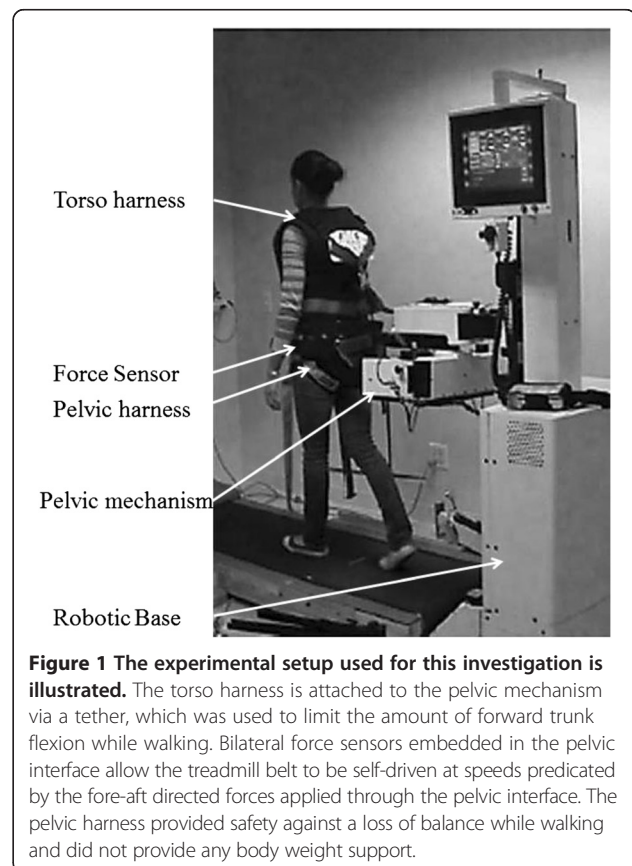 Torso harness
Force Sensor
Pelvic harness
Pelvic mechanism
Robotic Base
Figure 1 The experimental setup used for this investigation is
illustrated. The torso harness is attached to the pelvic mechanism
via a tether, which was used to limit the amount of forward trunk
flexion while walking. Bilateral force sensors embedded in the pelvic
interface allow the treadmill belt to be self-driven at speeds predicated
by the fore-aft directed forces applied through the pelvic interface. The
pelvic harness provided safety against a loss of balance while walking
and did not provide any body weight support.